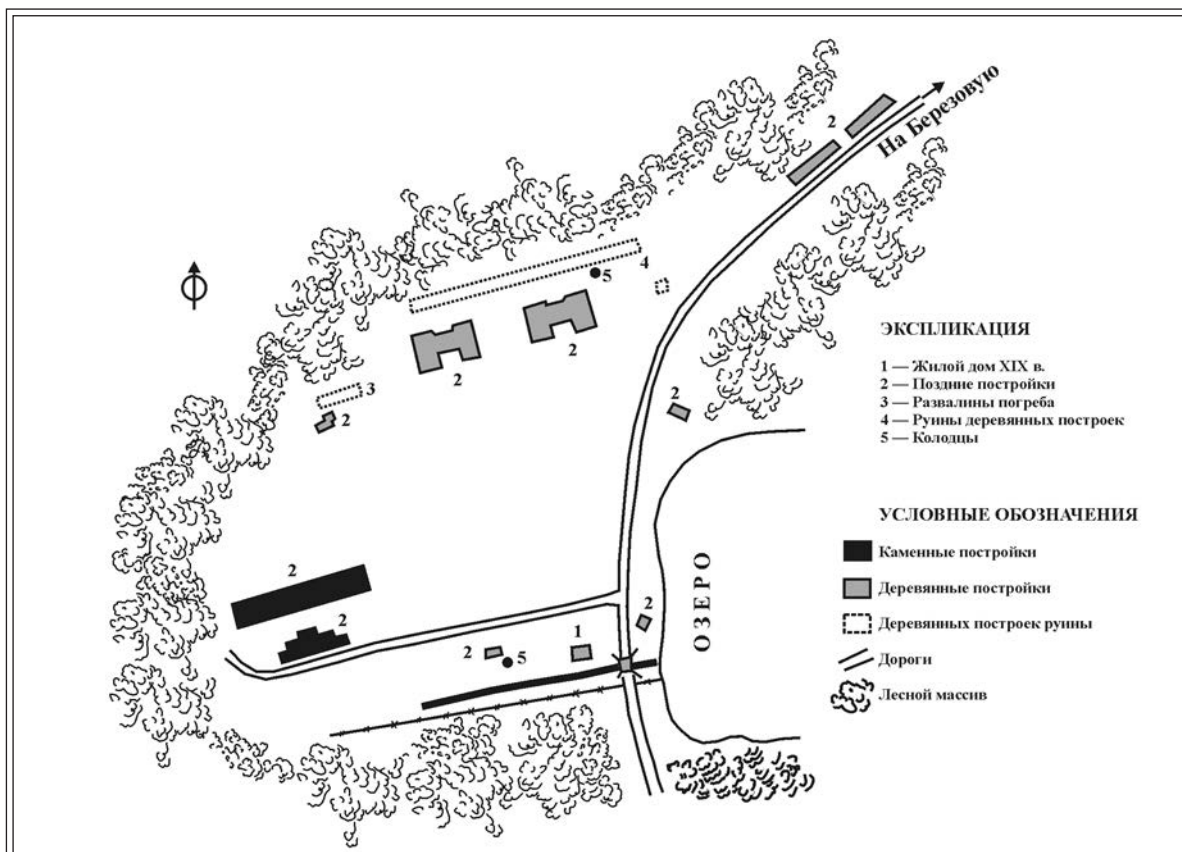 На Березовую
2
4
5
2
2
3
2
2
ЭКСПЛИКАЦИЯ
1 — Жилой дом XIX в.
2 — Поздние постройки
3 — Развалины погреба
4 — Руины деревянных построек
5 — Колодцы
УСЛОВНЫЕ ОБОЗНАЧЕНИЯ
Каменные постройки
Деревянные постройки
Деревянных построек руины
Дороги
Лесной массив
ОЗЕРО
2
2
2
1
2
5